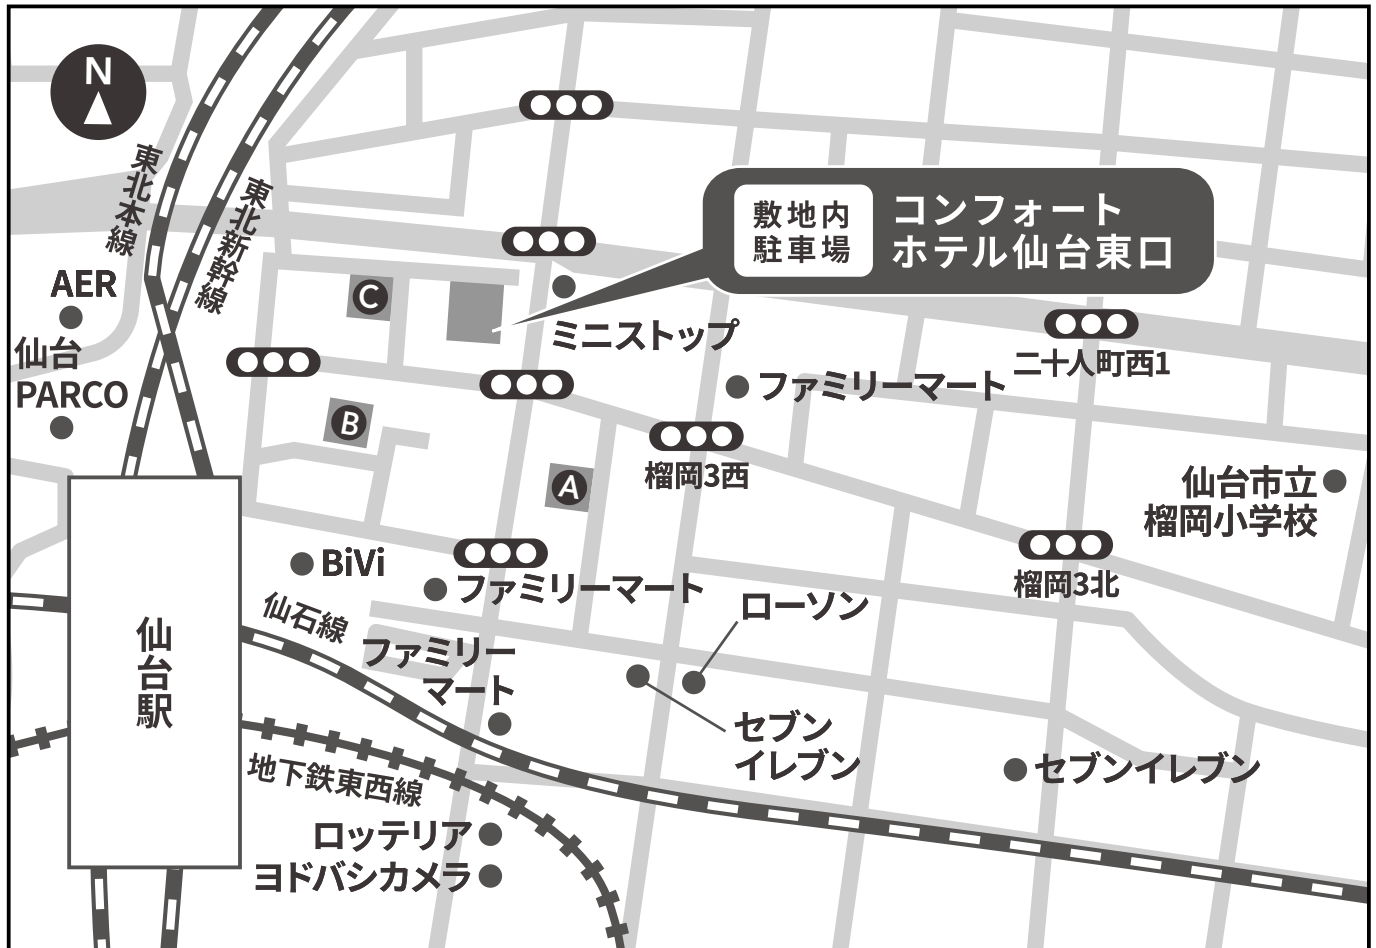 N
東北本線
東北新幹線
敷地内
駐車場
コンフォート
ホテル仙台東口
AER
仙台
PARCO
C
ミニストップ
二十人町西1
ファミリーマート
B
榴岡3西
A
仙台市立
榴岡小学校
BiVi
ファミリーマート
榴岡3北
仙石線
ローソン
仙台駅
ファミリー
マート
セブン
イレブン
セブンイレブン
地下鉄東西線
ロッテリア
ヨドバシカメラ